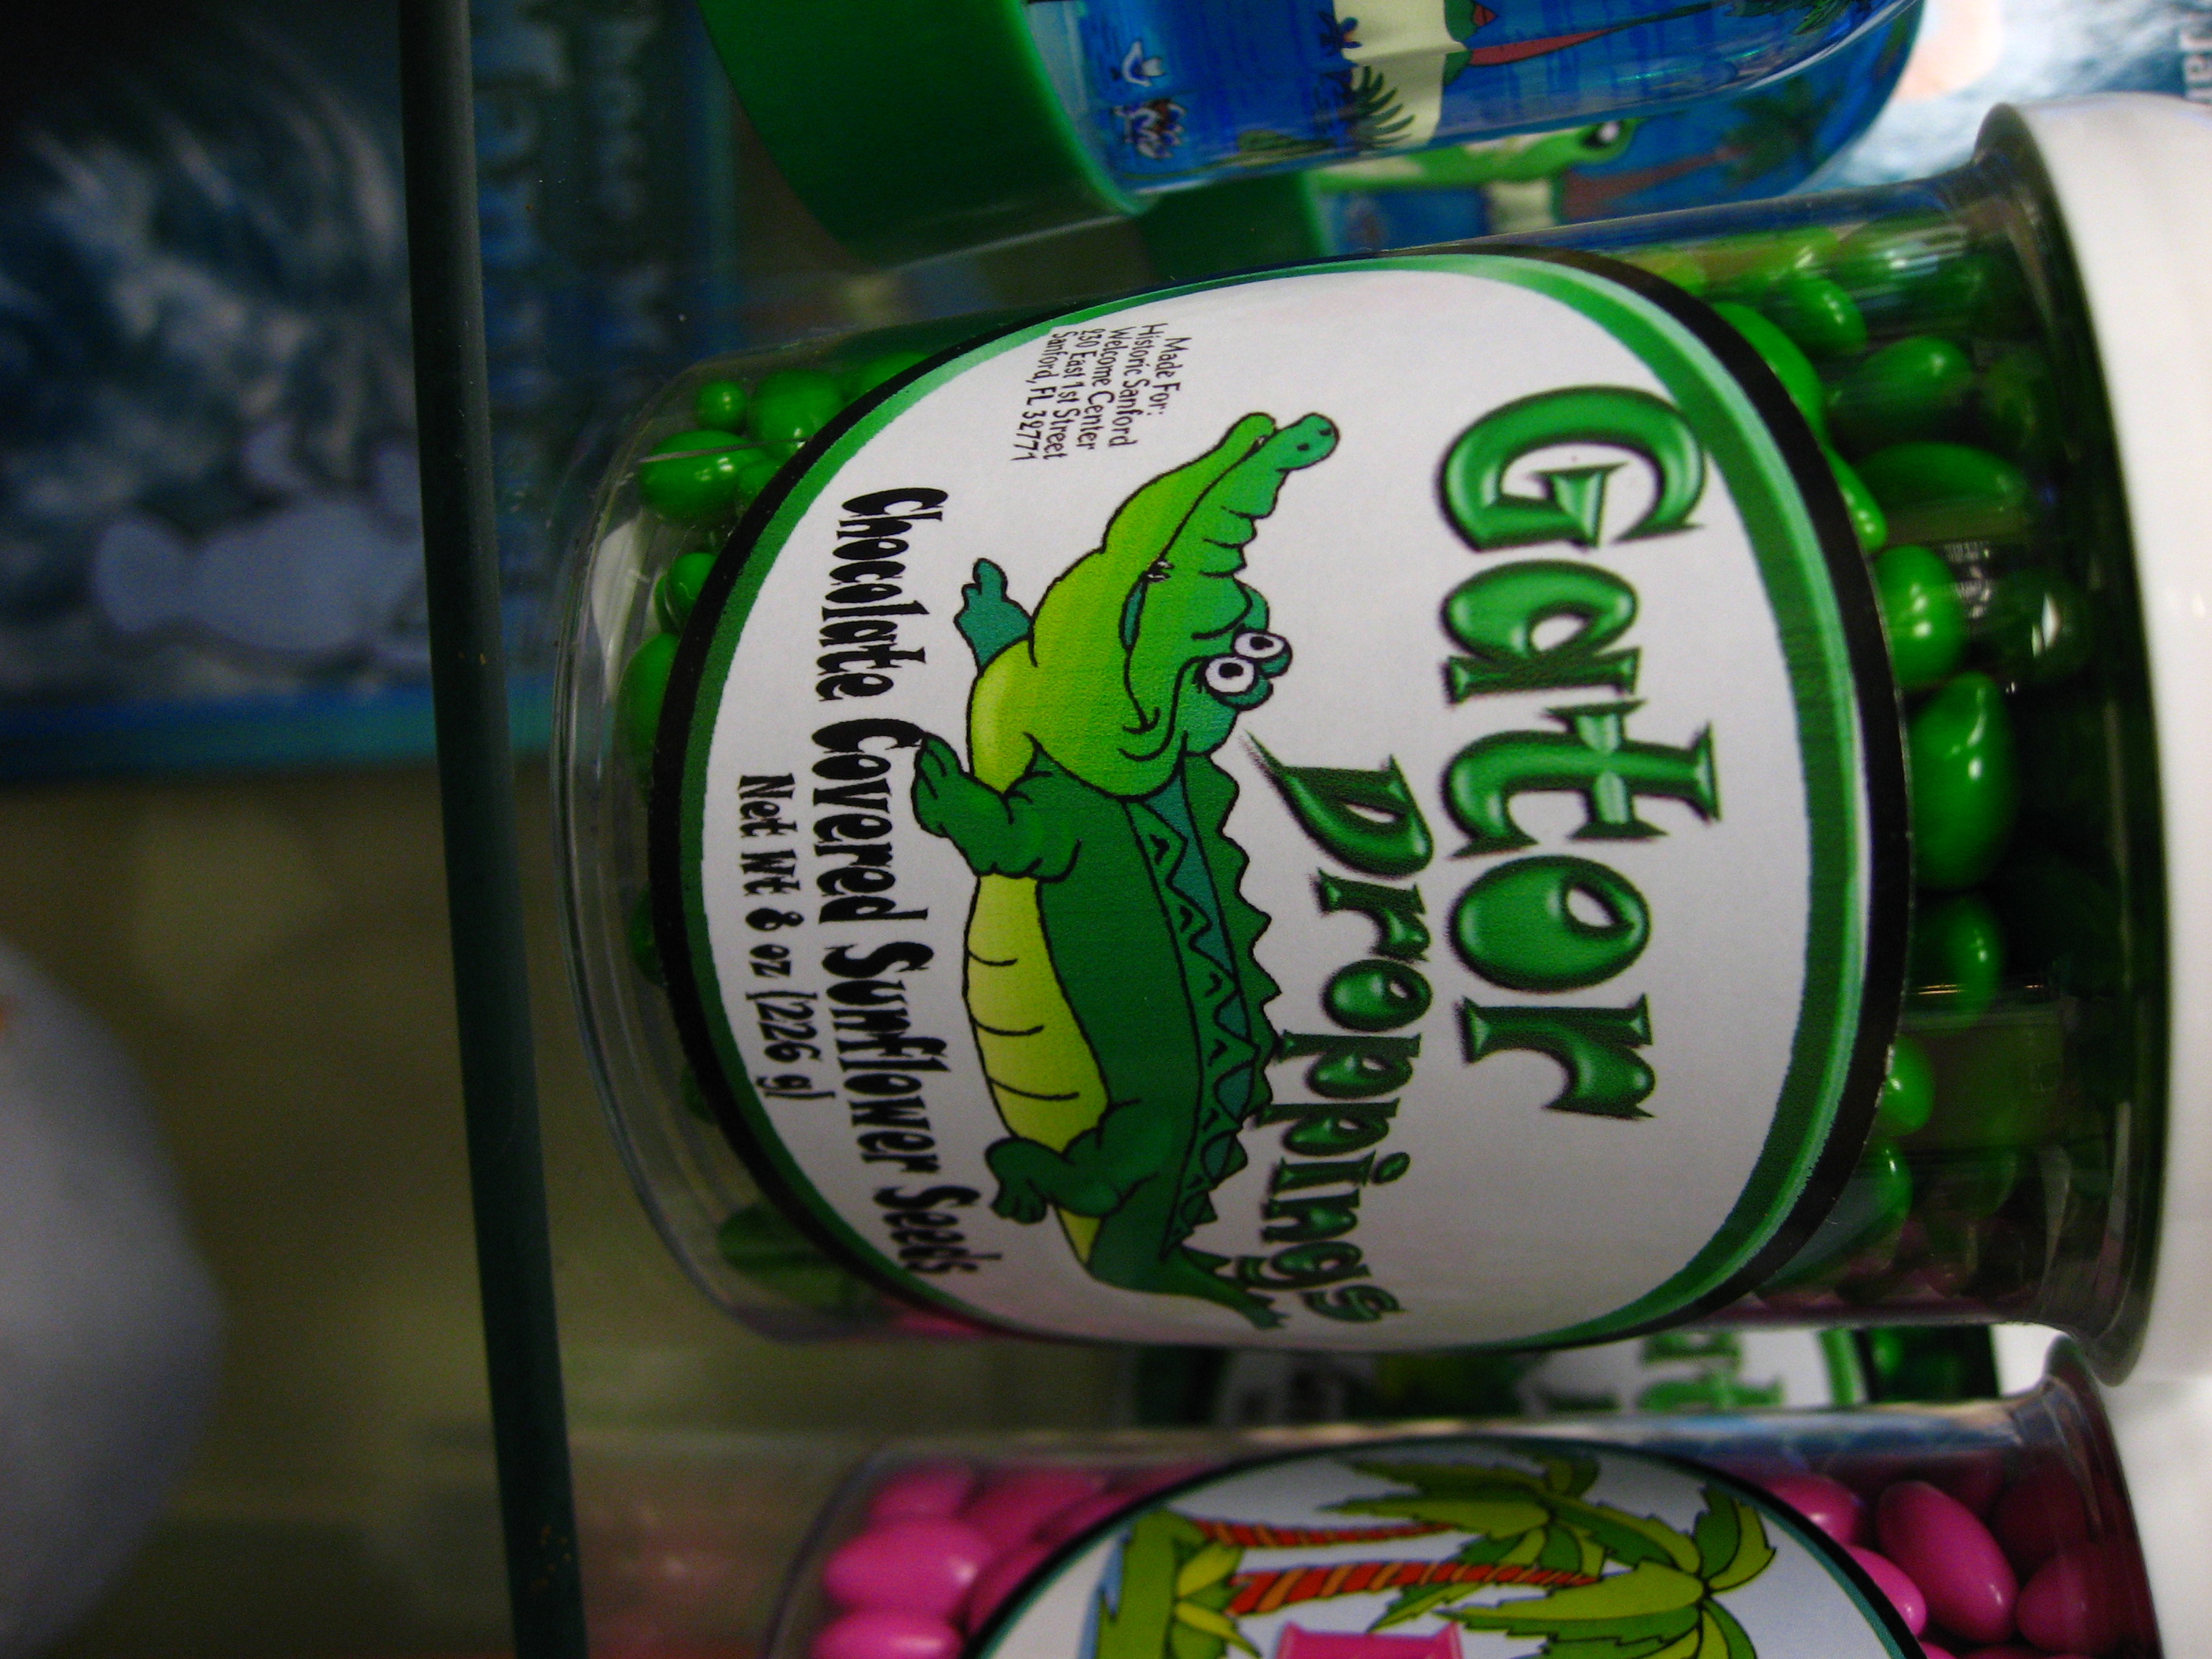 Gator
Droppings
Made For:
Historic Sanford
Welcome Center
230 East 1st Street
Sanford, FL 32771
Chocolate Covered Sunflower Seeds
Net Wt 8 oz (226 g)